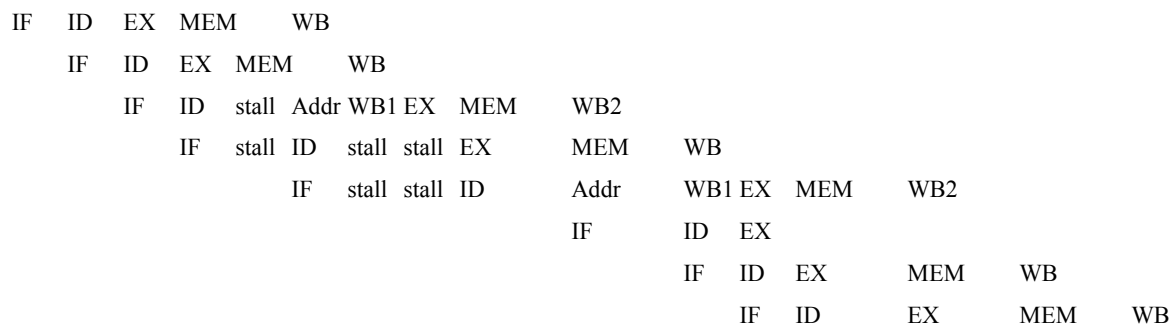 IF ID EX MEM WB
IF ID EX MEM WB
IF ID stall Addr WB1 EX MEM WB2
IF stall ID stall stall EX MEM WB
IF stall stall ID Addr WB1 EX MEM WB2
IF ID EX
IF ID EX MEM WB
IF ID EX MEM WB